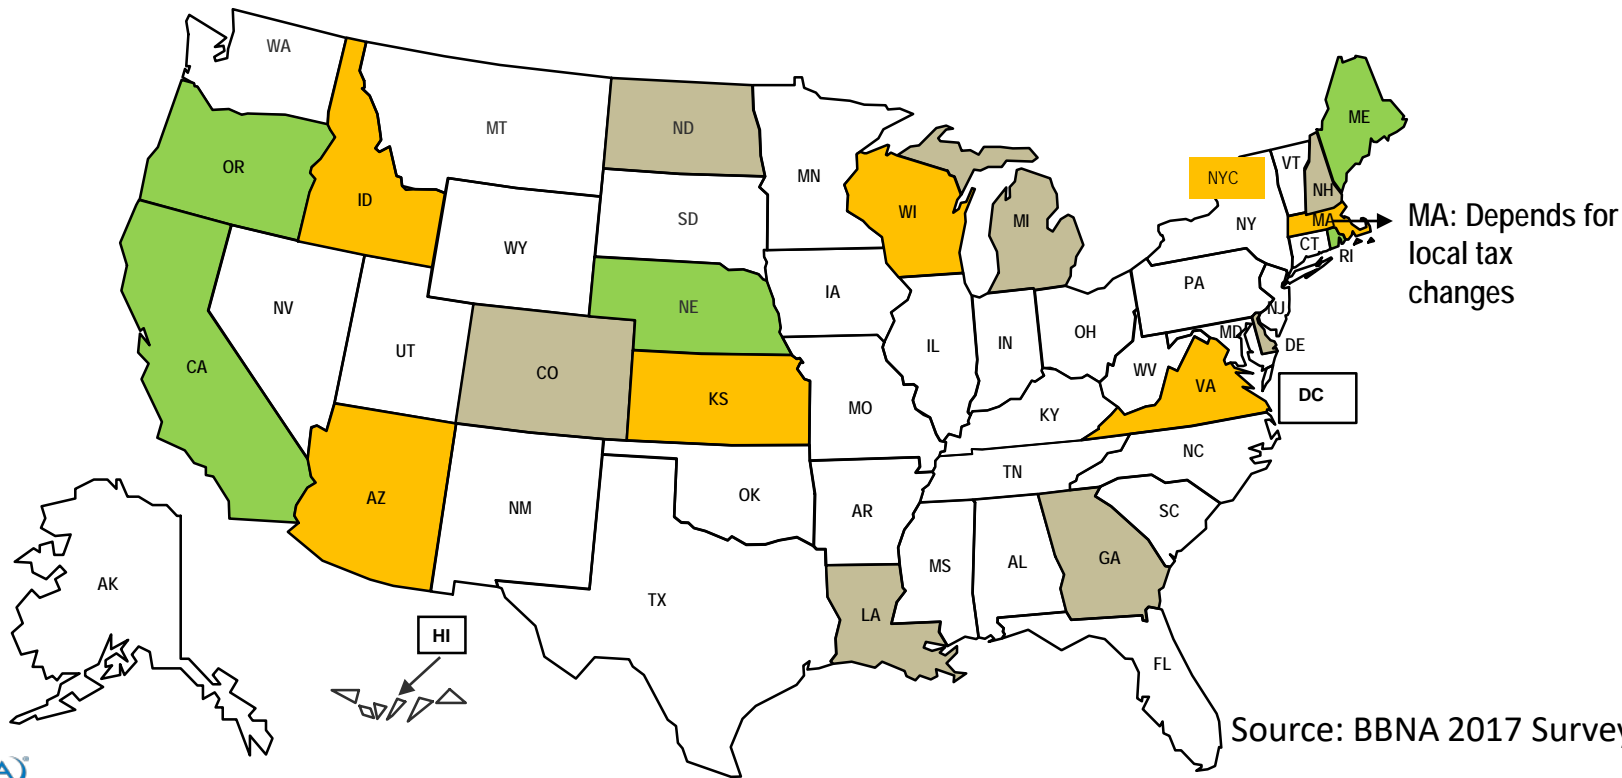 WA
MT
ND
MN
ME
VT
NH
OR
ID
SD
WI
MI
NYC
NY
MA
MA: Depends for
local tax
changes
CT
RI
WY
NV
NE
IA
PA
NJ
UT
IL
IN
OH
MD
DE
CA
CO
KS
MO
WV
VA
KY
DC
AZ
NM
OK
AR
TN
NC
SC
MS
AL
GA
AK
TX
LA
HI
FL
Source: BBNA 2017 Survey